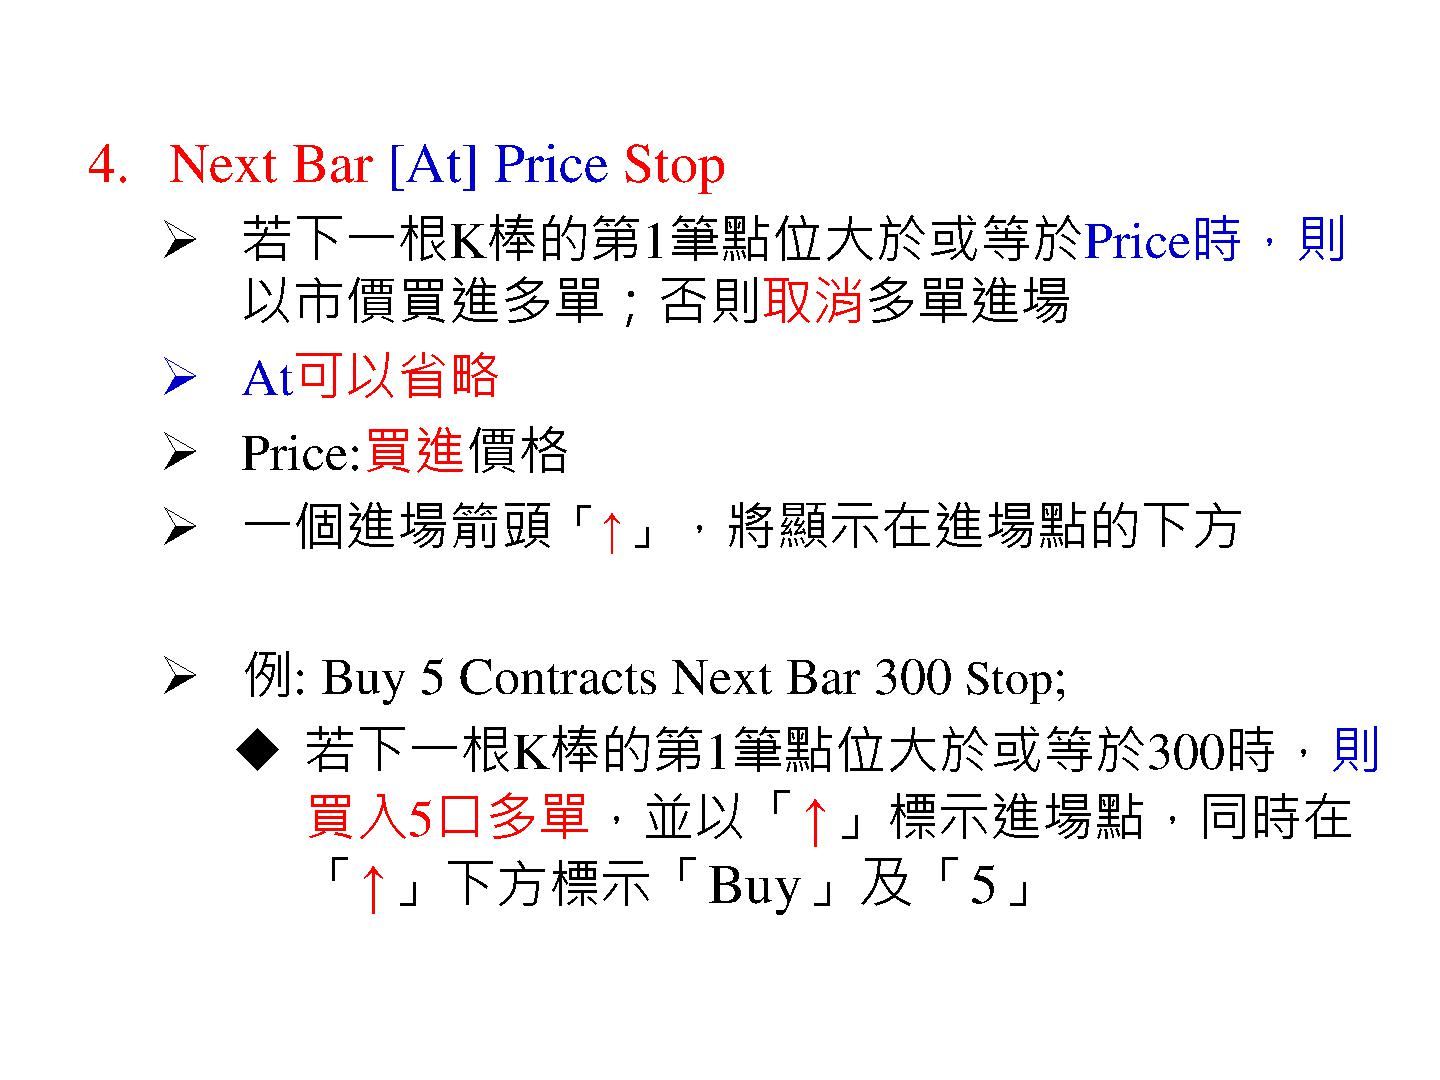 4. Next Bar [At] Price Stop
➢ 若下一根K棒的第1筆點位大於或等於Price時，則
以市價買進多單；否則取消多單進場
➢ At可以省略
➢ Price:買進價格
➢ 一個進場箭頭「↑」，將顯示在進場點的下方
➢ 例: Buy 5 Contracts Next Bar 300 Stop;
◆ 若下一根K棒的第1筆點位大於或等於300時，則
買入5口多單，並以「↑」標示進場點，同時在
「↑」下方標示「Buy」及「5」